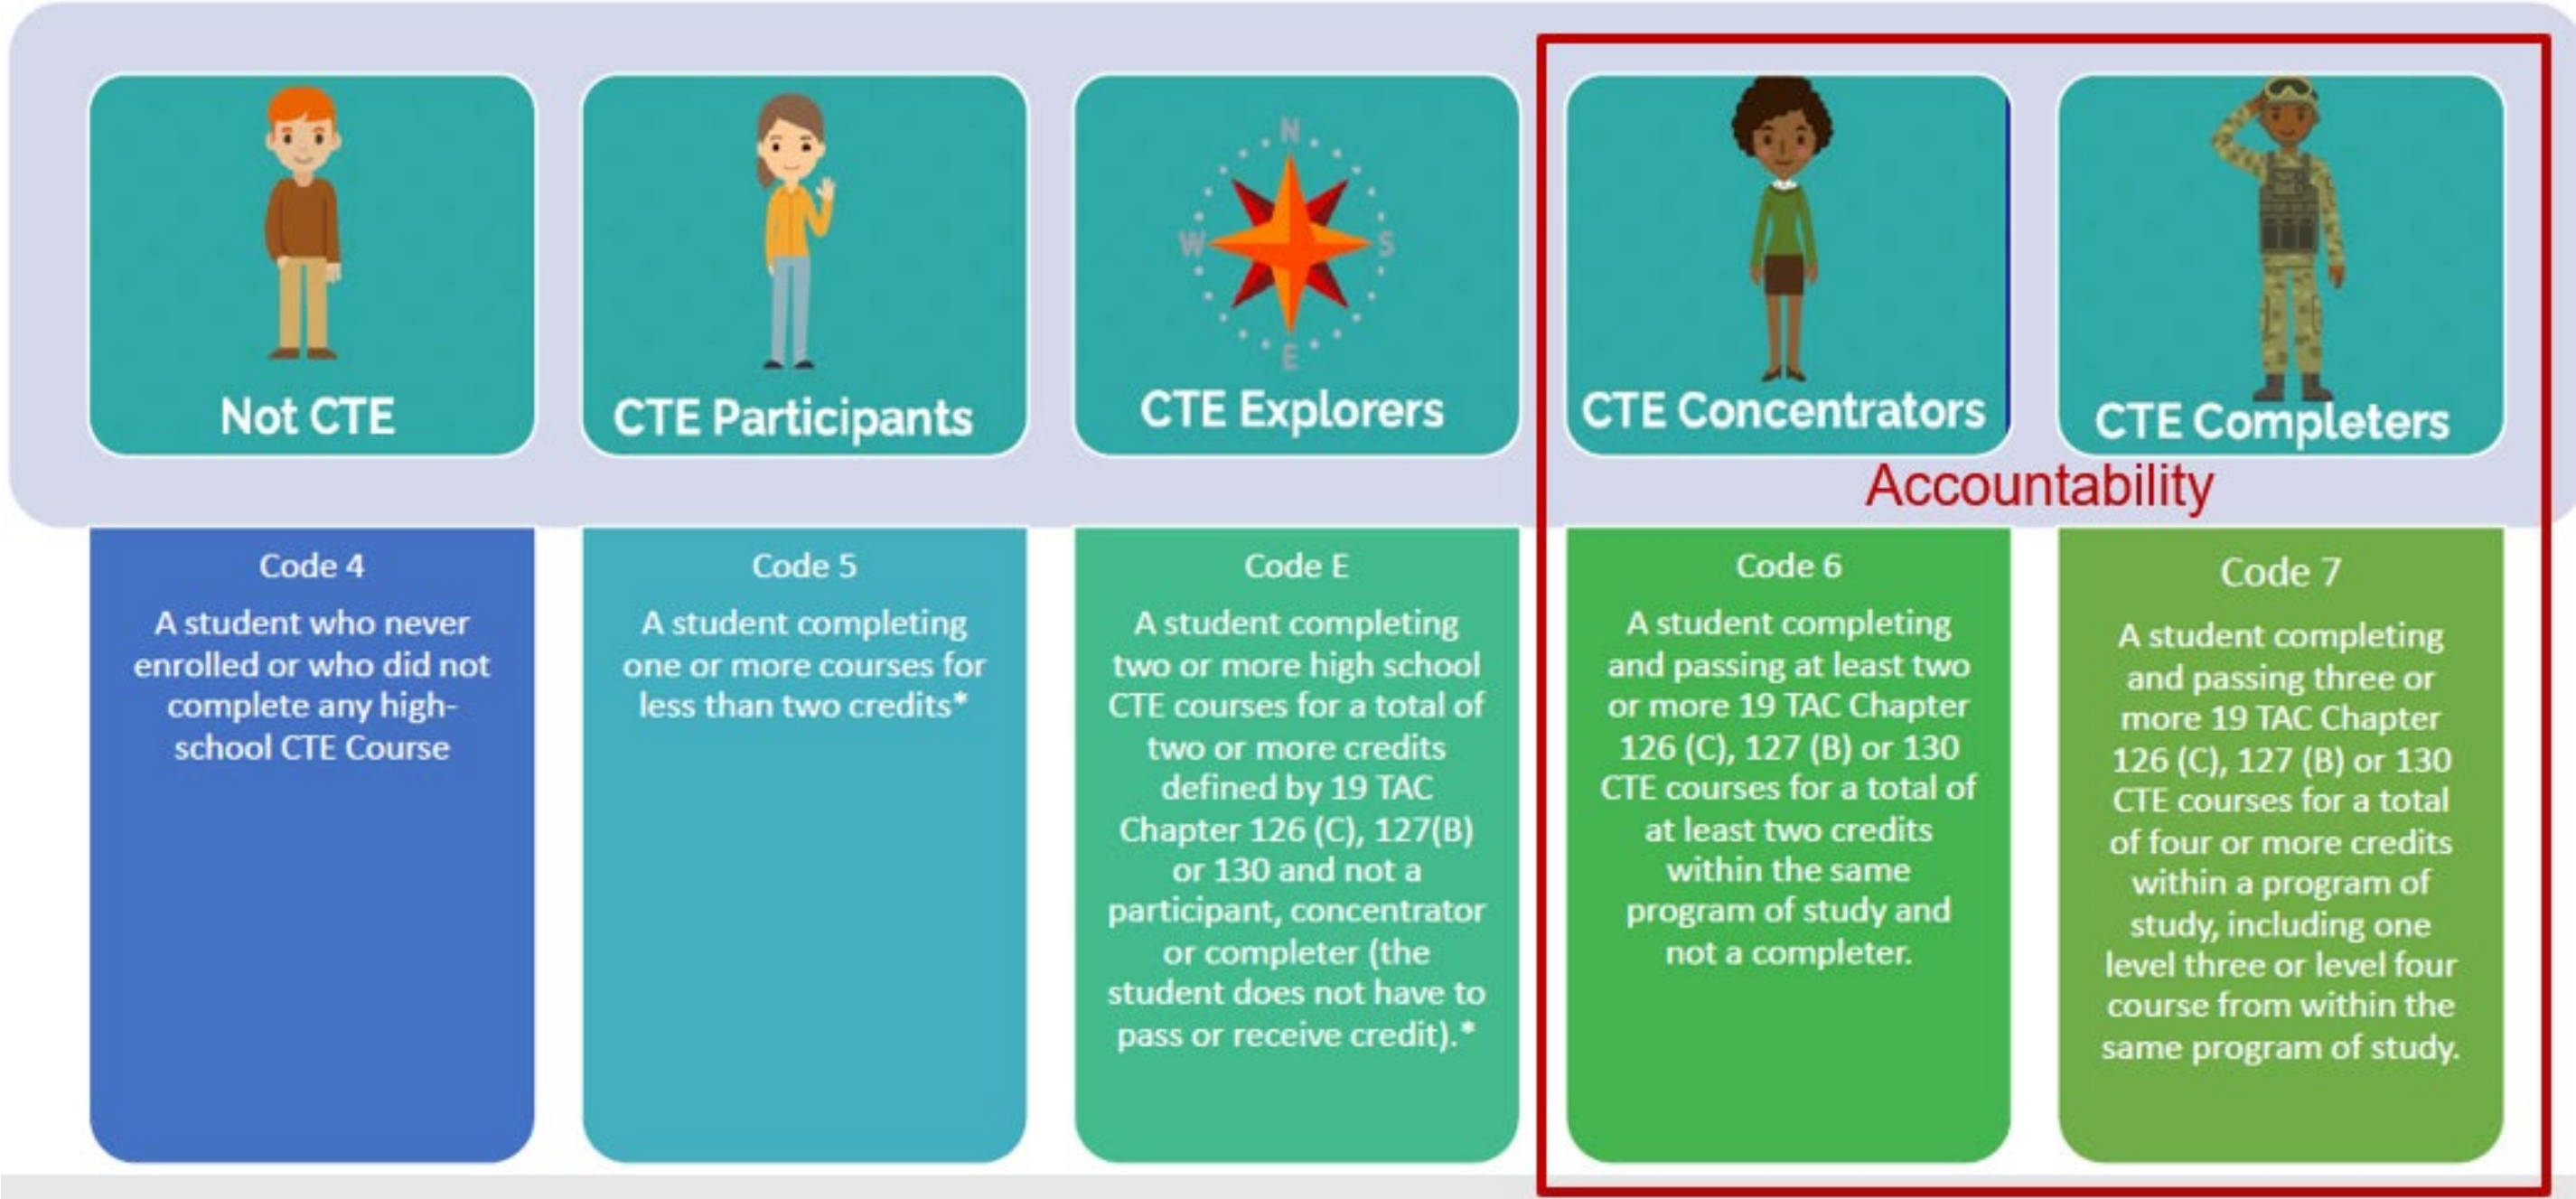 N
W
S
E
Not CTE
CTE Participants
CTE Explorers
CTE Concentrators
CTE Completers
Accountability
Code 4
A student who never
enrolled or who did not
complete any high-
school CTE Course
Code 5
A student completing
one or more courses for
less than two credits*
Code E
A student completing
two or more high school
CTE courses for a total of
two or more credits
defined by 19 TAC
Chapter 126 (C), 127(B)
or 130 and not a
participant, concentrator
or completer (the
student does not have to
pass or receive credit).*
Code 6
A student completing
and passing at least two
or more 19 TAC Chapter
126 (C), 127 (B) or 130
CTE courses for a total of
at least two credits
within the same
program of study and
not a completer.
Code 7
A student completing
and passing three or
more 19 TAC Chapter
126 (C), 127 (B) or 130
CTE courses for a total
of four or more credits
within a program of
study, including one
level three or level four
course from within the
same program of study.